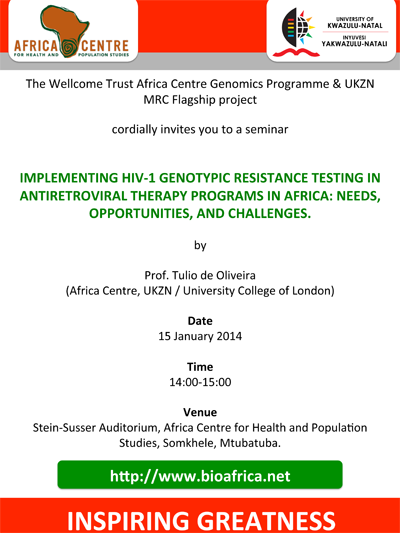 AFRICA CENTRE
FOR HEALTH AND POPULATION STUDIES
UNIVERSITY OF
KWAZULU-NATAL
INYUVESI
YAKWAZULU-NATALI
The Wellcome Trust Africa Centre Genomics Programme & UKZN
MRC Flagship project
cordially invites you to a seminar
IMPLEMENTING HIV-1 GENOTYPIC RESISTANCE TESTING IN
ANTIRETROVIRAL THERAPY PROGRAMS IN AFRICA: NEEDS,
OPPORTUNITIES, AND CHALLENGES.
by
Prof. Tulio de Oliveira
(Africa Centre, UKZN / University College of London)
Date
15 January 2014
Time
14:00-15:00
Venue
Stein-Susser Auditorium, Africa Centre for Health and Population
Studies, Somkhele, Mtubatuba.
http://www.bioafrica.net
INSPIRING GREATNESS